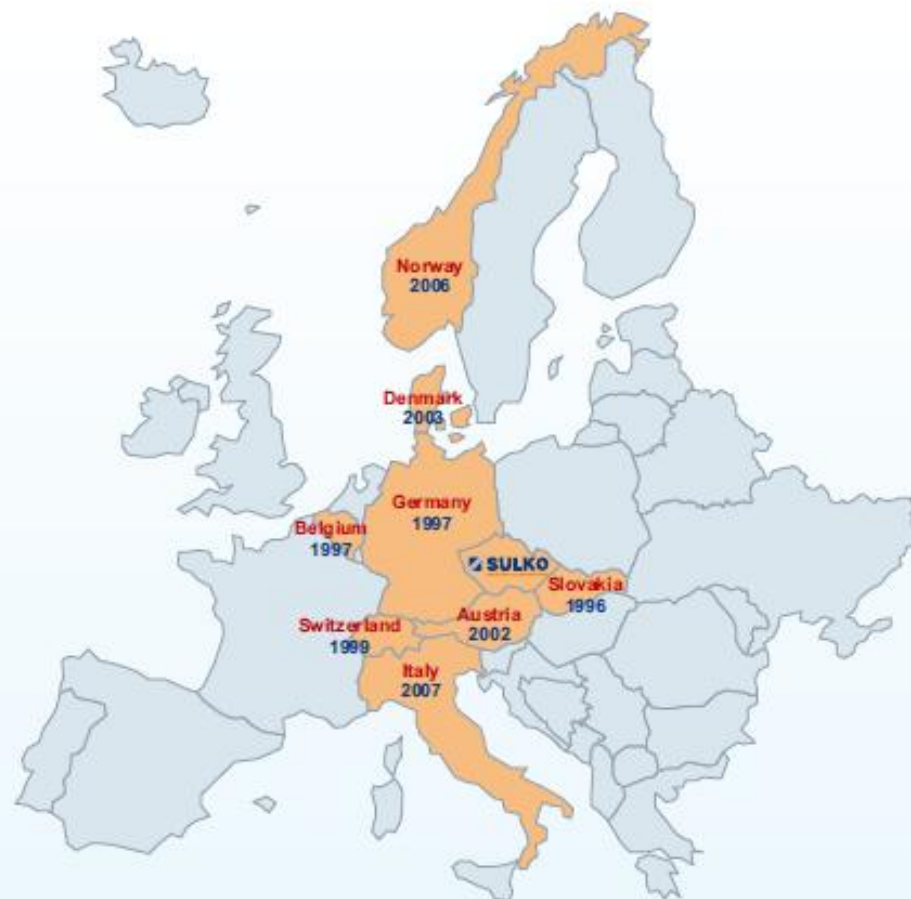 Norway
2006
Denmark
2003
Germany
1997
Belgium
1997
SULKO
Slovakia
1996
Austria
2002
Switzerland
1999
Italy
2007